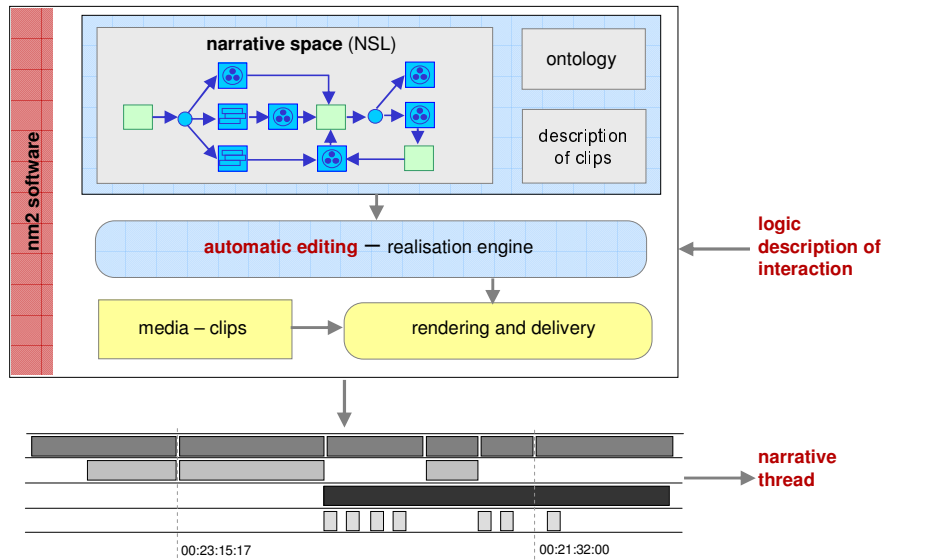 nm2 software
narrative space (NSL)
ontology
description
of clips
automatic editing – realisation engine
logic
description of
interaction
media – clips
rendering and delivery
narrative
thread
00:23:15:17
00:21:32:00